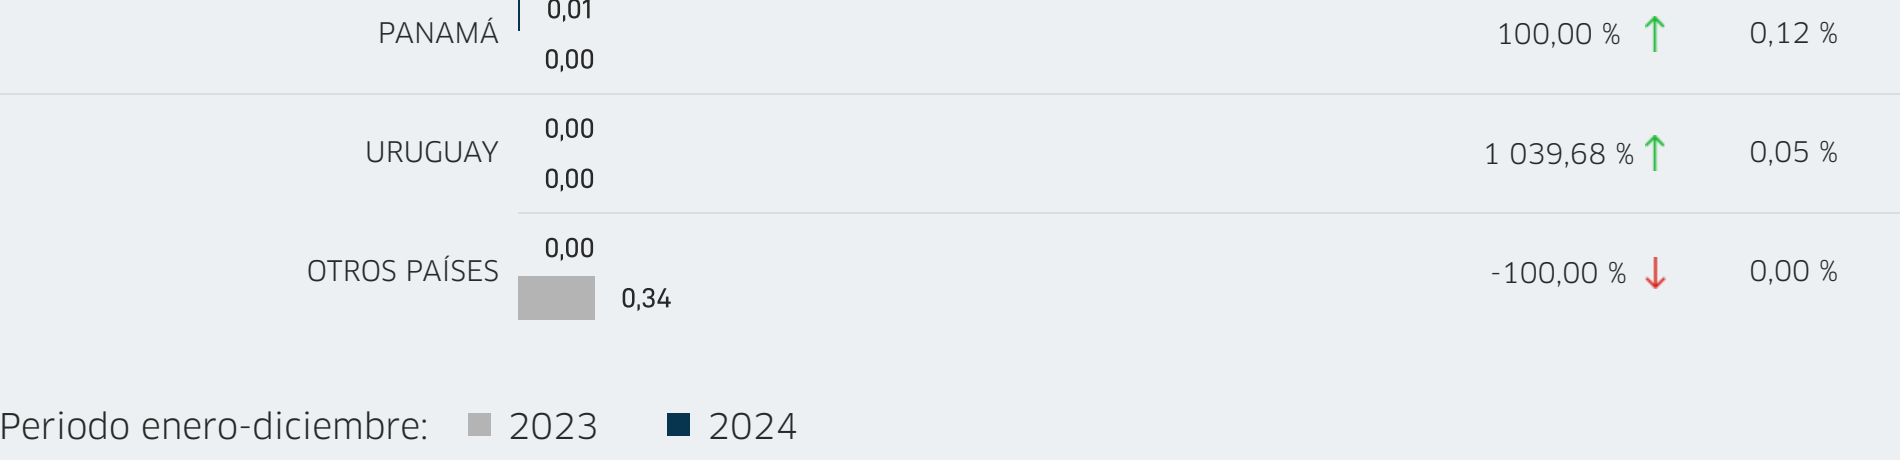 0,01
PANAMÁ 100,00 % 0,12 %
0,00
0,00
URUGUAY 1 039,68 % 0,05 %
0,00
0,00
OTROS PAÍSES -100,00 % 0,00 %
0,34
Periodo enero-diciembre: 2023 2024